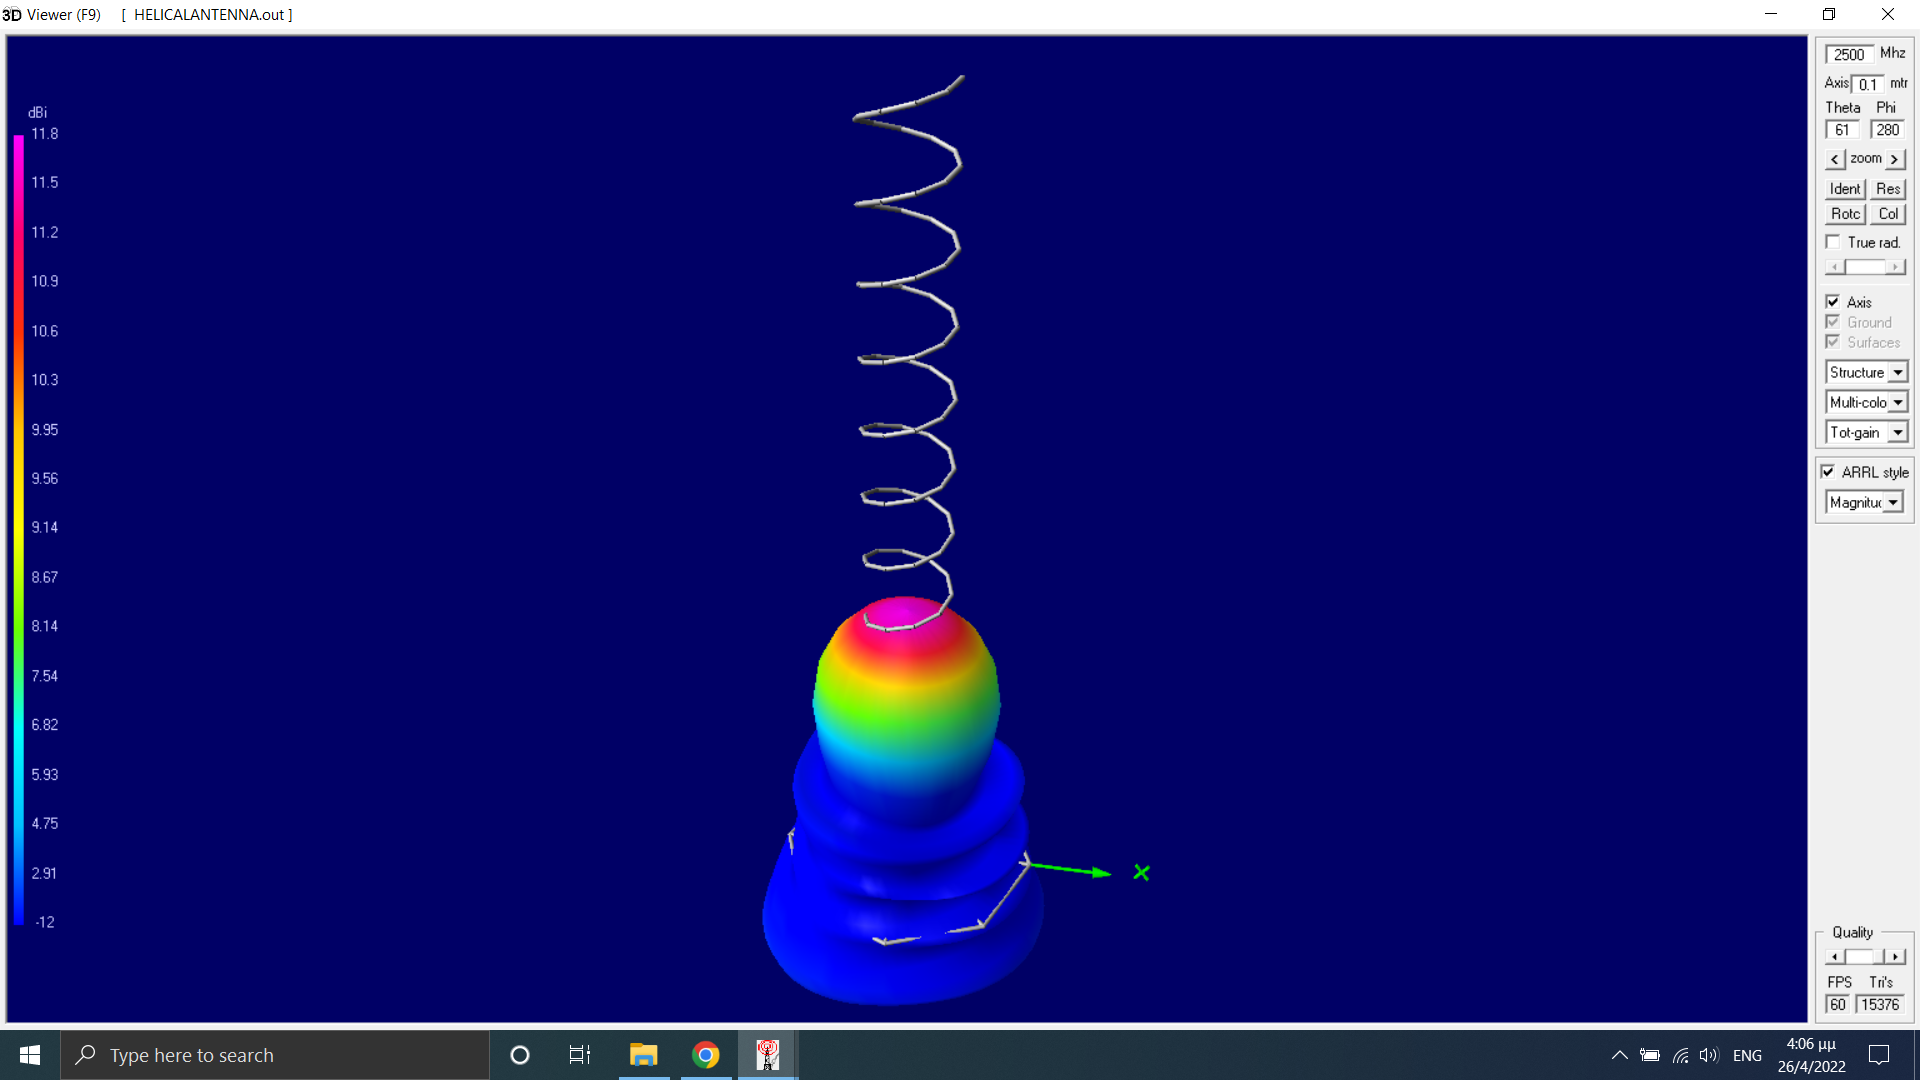 3D Viewer (F9) [ HELICALANTENNA.out ]
dBi
11.8
11.5
11.2
10.9
10.6
10.3
9.95
9.56
9.14
8.67
8.14
7.54
6.82
5.93
4.75
2.91
-12
X
2500 Mhz
Axis 0.1 mtr
Theta Phi
61 280
< zoom >
Ident Res
Rotc Col
True rad.
Axis
Ground
Surfaces
Structure
Multi-colo
Tot-gain
ARRL style
Magnituc
Quality
FPS Tri's
60 15376
Type here to search
ENG
4:06 μμ
26/4/2022